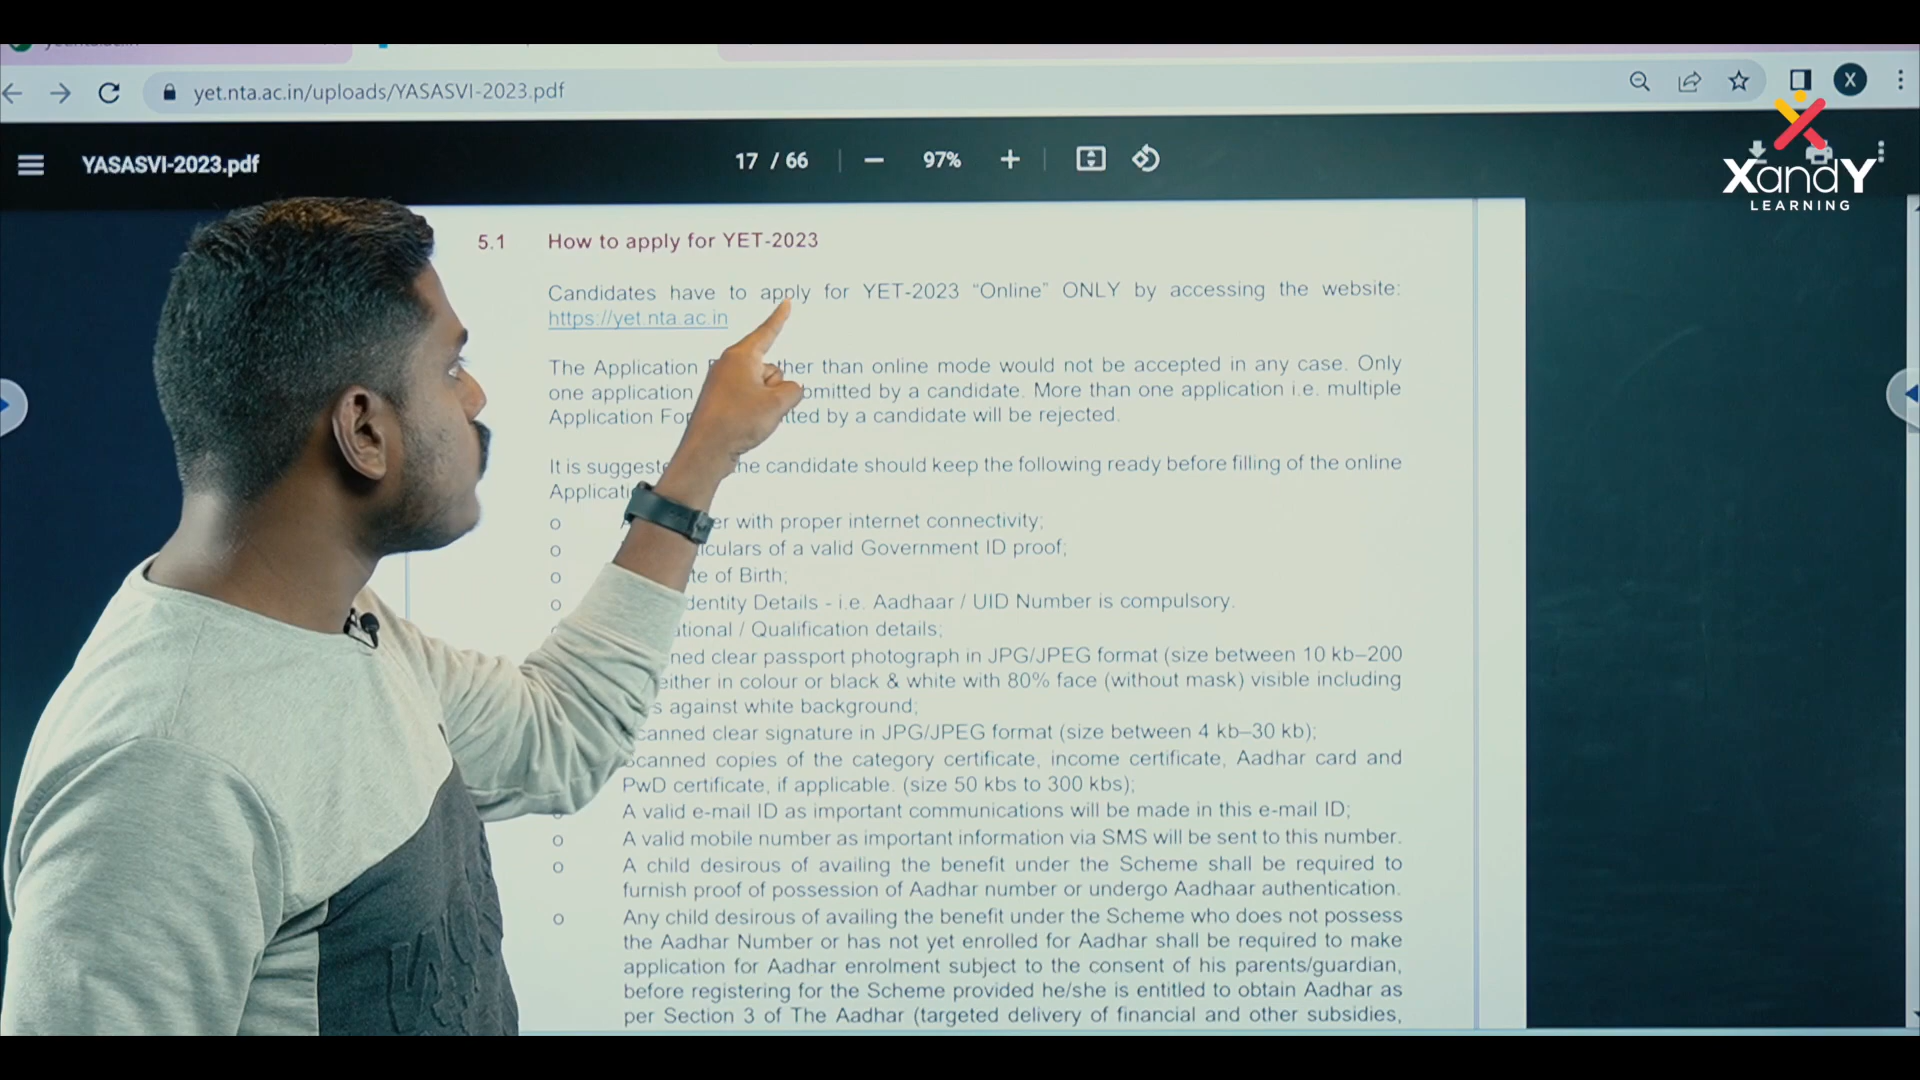 yet.nta.ac.in/uploads/YASASVI-2023.pdf
X
YASASVI-2023.pdf
17 / 66
97%
XandY
LEARNING
5.1 How to apply for YET-2023
Candidates have to apply for YET-2023 “Online” ONLY by accessing the website:
https://yet.nta.ac.in
The Application than online mode would not be accepted in any case. Only
one application by a candidate. More than one application i.e. multiple
Application by a candidate will be rejected.
It is candidate should keep the following ready before filling of the online
o with proper internet connectivity;
o of a valid Government ID proof;
o of Birth;
o Details - i.e. Aadhaar / UID Number is compulsory.
/ Qualification details;
clear passport photograph in JPG/JPEG format (size between 10 kb–200
either in colour or black & white with 80% face (without mask) visible including
against white background;
clear signature in JPG/JPEG format (size between 4 kb–30 kb);
Scanned copies of the category certificate, income certificate, Aadhar card and
PwD certificate, if applicable. (size 50 kbs to 300 kbs);
A valid e-mail ID as important communications will be made in this e-mail ID;
o A valid mobile number as important information via SMS will be sent to this number.
o A child desirous of availing the benefit under the Scheme shall be required to
furnish proof of possession of Aadhar number or undergo Aadhaar authentication.
o Any child desirous of availing the benefit under the Scheme who does not possess
the Aadhar Number or has not yet enrolled for Aadhar shall be required to make
application for Aadhar enrolment subject to the consent of his parents/guardian,
before registering for the Scheme provided he/she is entitled to obtain Aadhar as
per Section 3 of The Aadhar (targeted delivery of financial and other subsidies,